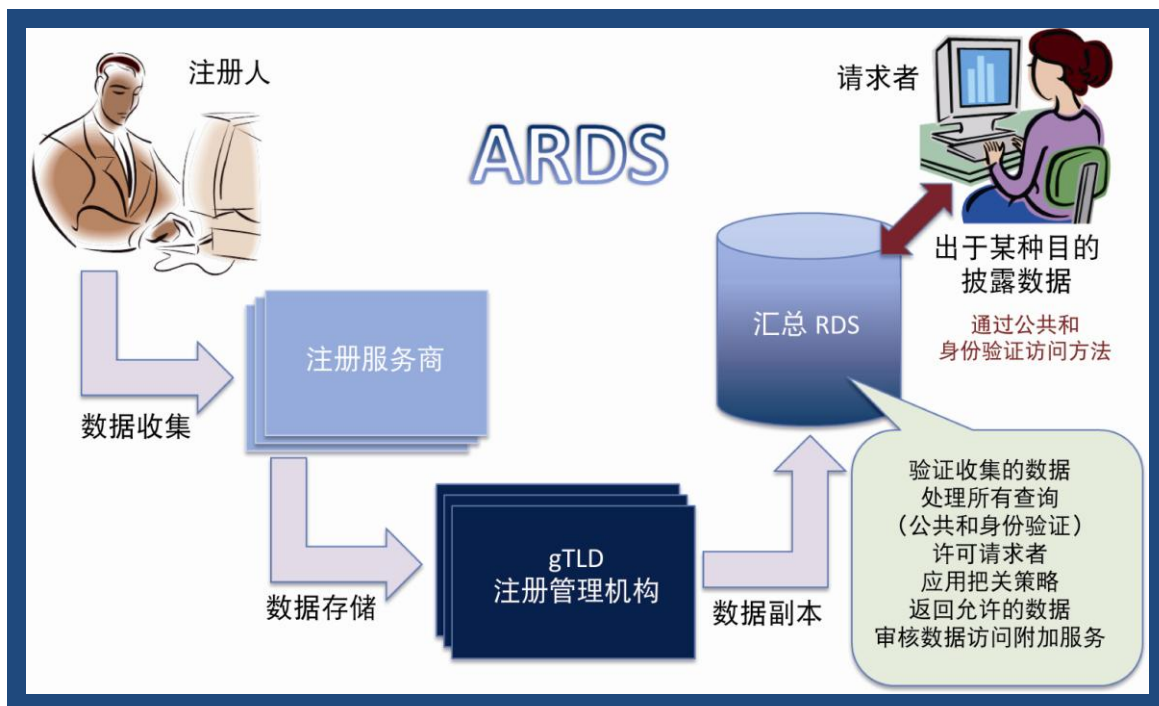 注册人
请求者
ARDS
出于某种目的
披露数据
通过公共和
身份验证访问方法
汇总 RDS
注册服务商
数据收集
gTLD
注册管理机构
数据存储
数据副本
验证收集的数据
处理所有查询
（公共和身份验证）
许可请求者
应用把关策略
返回允许的数据
审核数据访问附加服务